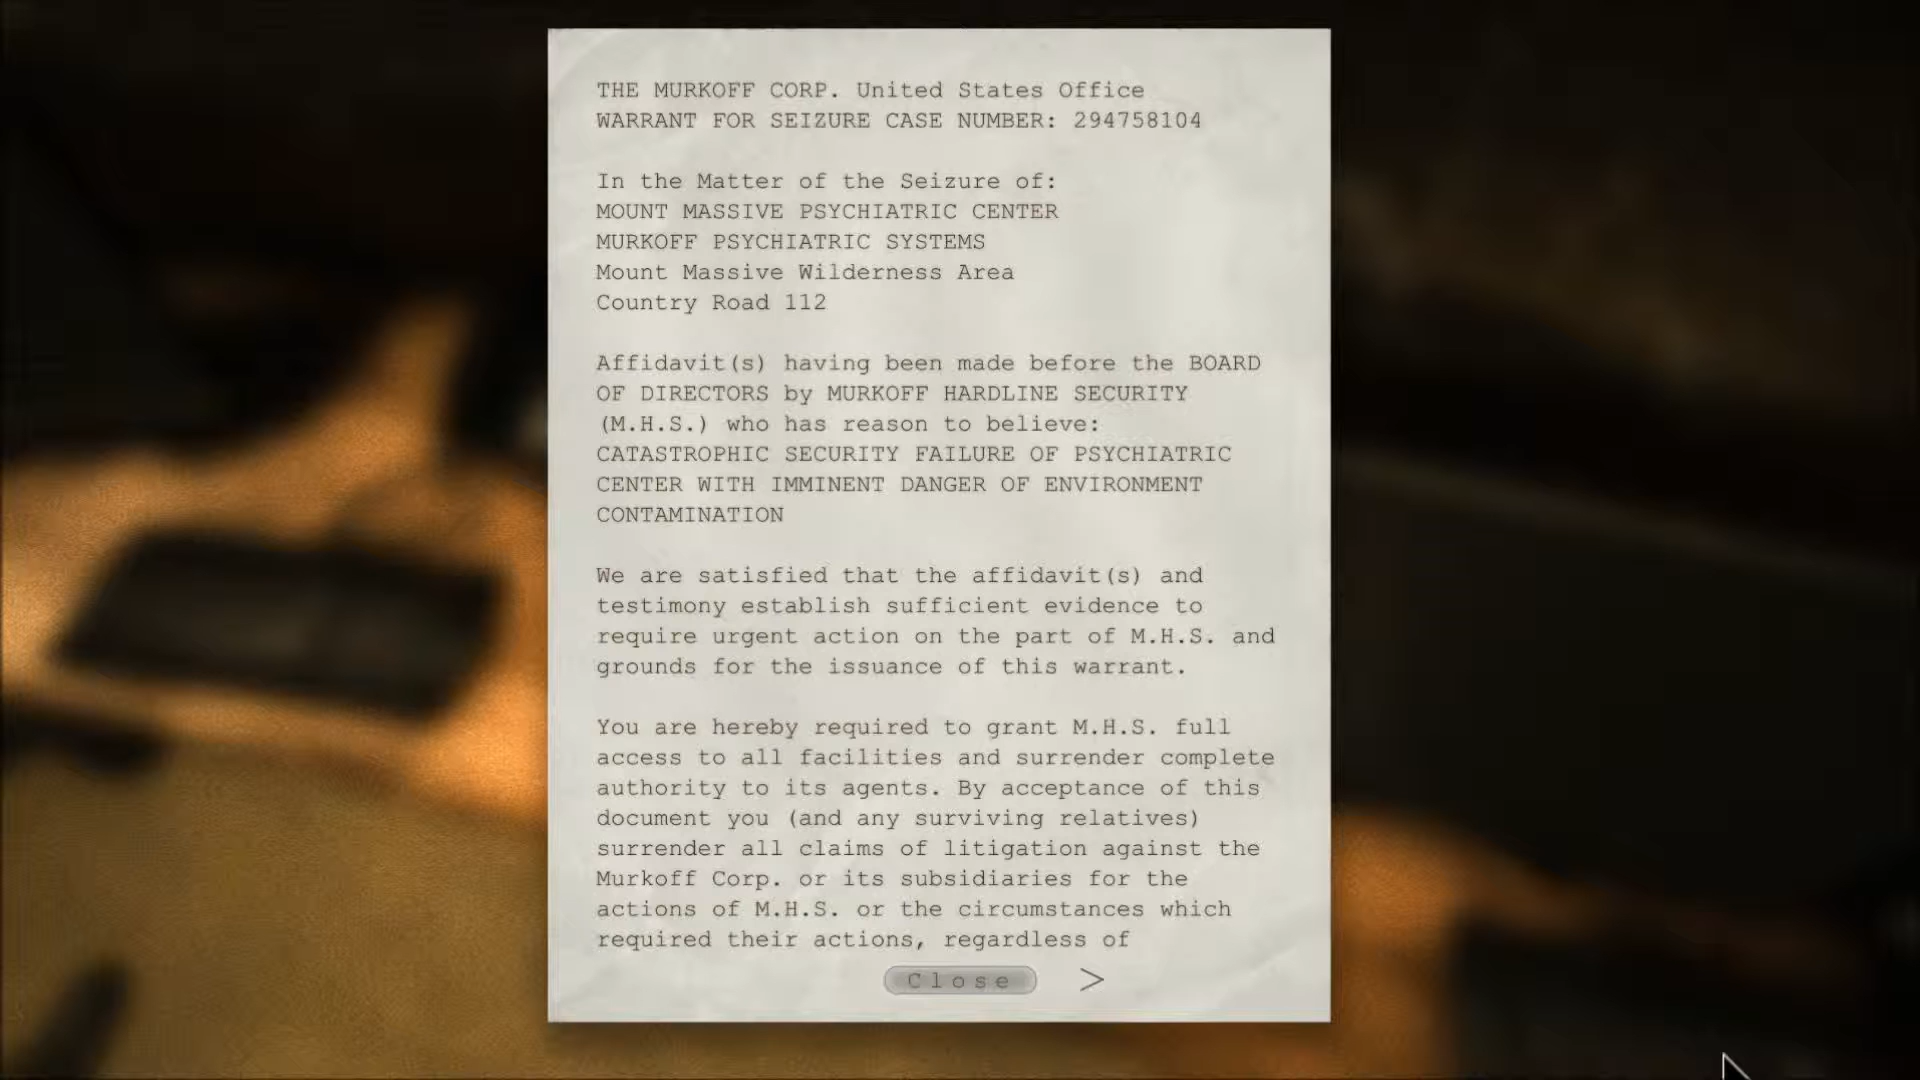 THE MURKOFF CORP. United States Office
WARRANT FOR SEIZURE CASE NUMBER: 294758104
In the Matter of the Seizure of:
MOUNT MASSIVE PSYCHIATRIC CENTER
MURKOFF PSYCHIATRIC SYSTEMS
Mount Massive Wilderness Area
Country Road 112
Affidavit(s) having been made before the BOARD
OF DIRECTORS by MURKOFF HARDLINE SECURITY
(M.H.S.) who has reason to believe:
CATASTROPHIC SECURITY FAILURE OF PSYCHIATRIC
CENTER WITH IMMINENT DANGER OF ENVIRONMENT
CONTAMINATION
We are satisfied that the affidavit(s) and
testimony establish sufficient evidence to
require urgent action on the part of M.H.S. and
grounds for the issuance of this warrant.
You are hereby required to grant M.H.S. full
access to all facilities and surrender complete
authority to its agents. By acceptance of this
document you (and any surviving relatives)
surrender all claims of litigation against the
Murkoff Corp. or its subsidiaries for the
actions of M.H.S. or the circumstances which
required their actions, regardless of
Close >